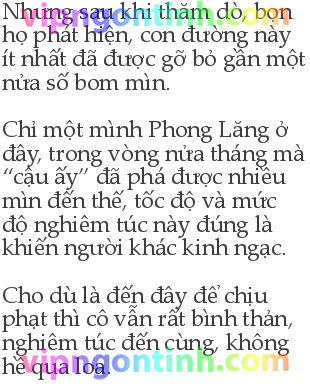 Nhưng sau khi thăm dò, bọn
họ phát hiện, con đường này
ít nhất đã được gỡ bỏ gần một
nửa số bom mìn.
Chỉ một mình Phong Lăng ở
đây, trong vòng nửa tháng mà
“cậu ấy” đã phá được nhiều
mìn đến thế, tốc độ và mức
độ nghiêm túc này đúng là
khiến người khác kinh ngạc.
Cho dù là đến đây để chịu
phạt thì cô vẫn rất bình thản,
nghiêm túc đến cùng, không
hề qua loa.
vipngontinh.com
vipngontinh.com